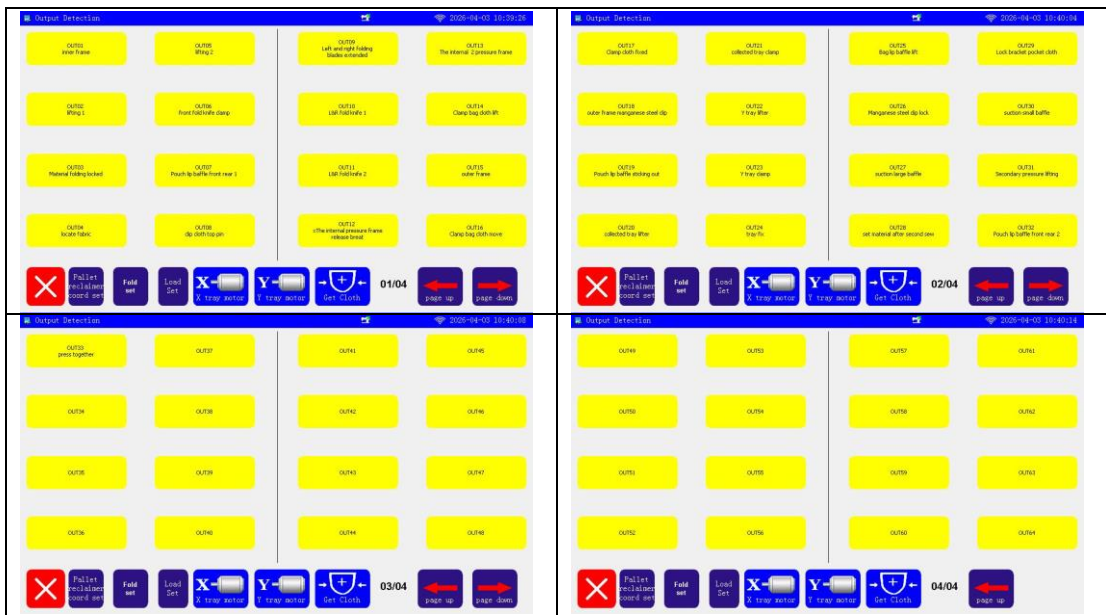 Output Detection
2026-04-03 10:39:26
OUT01
inner frame
OUT05
lifting 2
OUT09
Left and right folding
blades extended
OUT13
The internal 2 pressure frame
OUT02
lifting 1
OUT06
front fold knife clamp
OUT10
L&R fold knife 1
OUT14
Clamp bag cloth lift
OUT03
Material folding locked
OUT07
Pouch lip baffle front rear 1
OUT11
L&R fold knife 2
OUT15
outer frame
OUT04
locate fabric
OUT08
clip cloth top pin
OUT12
cThe internal pressure frame
release breat
OUT16
Clamp bag cloth move
Pallet
reclaimer
coord set
Fold
set
Load
Set
X
X tray motor
Y
Y tray motor
Get Cloth
01/04
page up
page down
Output Detection
2026-04-03 10:40:04
OUT17
Clamp cloth fixed
OUT21
collected tray clamp
OUT25
Bag lip baffle lift
OUT29
Lock bracket pocket cloth
OUT18
outer frame manganese steel clip
OUT22
Y tray lifter
OUT26
Manganese steel clip lock
OUT30
suction small baffle
OUT19
Pouch lip baffle sticking out
OUT23
Y tray clamp
OUT27
suction large baffle
OUT31
Secondary pressure lifting
OUT20
collected tray lifter
OUT24
tray fix
OUT28
set material after second sew
OUT32
Pouch lip baffle front rear 2
Pallet
reclaimer
coord set
Fold
set
Load
Set
X
X tray motor
Y
Y tray motor
Get Cloth
02/04
page up
page down
Output Detection
2026-04-03 10:40:08
OUT33
press together
OUT37
OUT41
OUT45
OUT34
OUT38
OUT42
OUT46
OUT35
OUT39
OUT43
OUT47
OUT36
OUT40
OUT44
OUT48
Pallet
reclaimer
coord set
Fold
set
Load
Set
X
X tray motor
Y
Y tray motor
Get Cloth
03/04
page up
page down
Output Detection
2026-04-03 10:40:14
OUT49
OUT53
OUT57
OUT61
OUT50
OUT54
OUT58
OUT62
OUT51
OUT55
OUT59
OUT63
OUT52
OUT56
OUT60
OUT64
Pallet
reclaimer
coord set
Fold
set
Load
Set
X
X tray motor
Y
Y tray motor
Get Cloth
04/04
page up